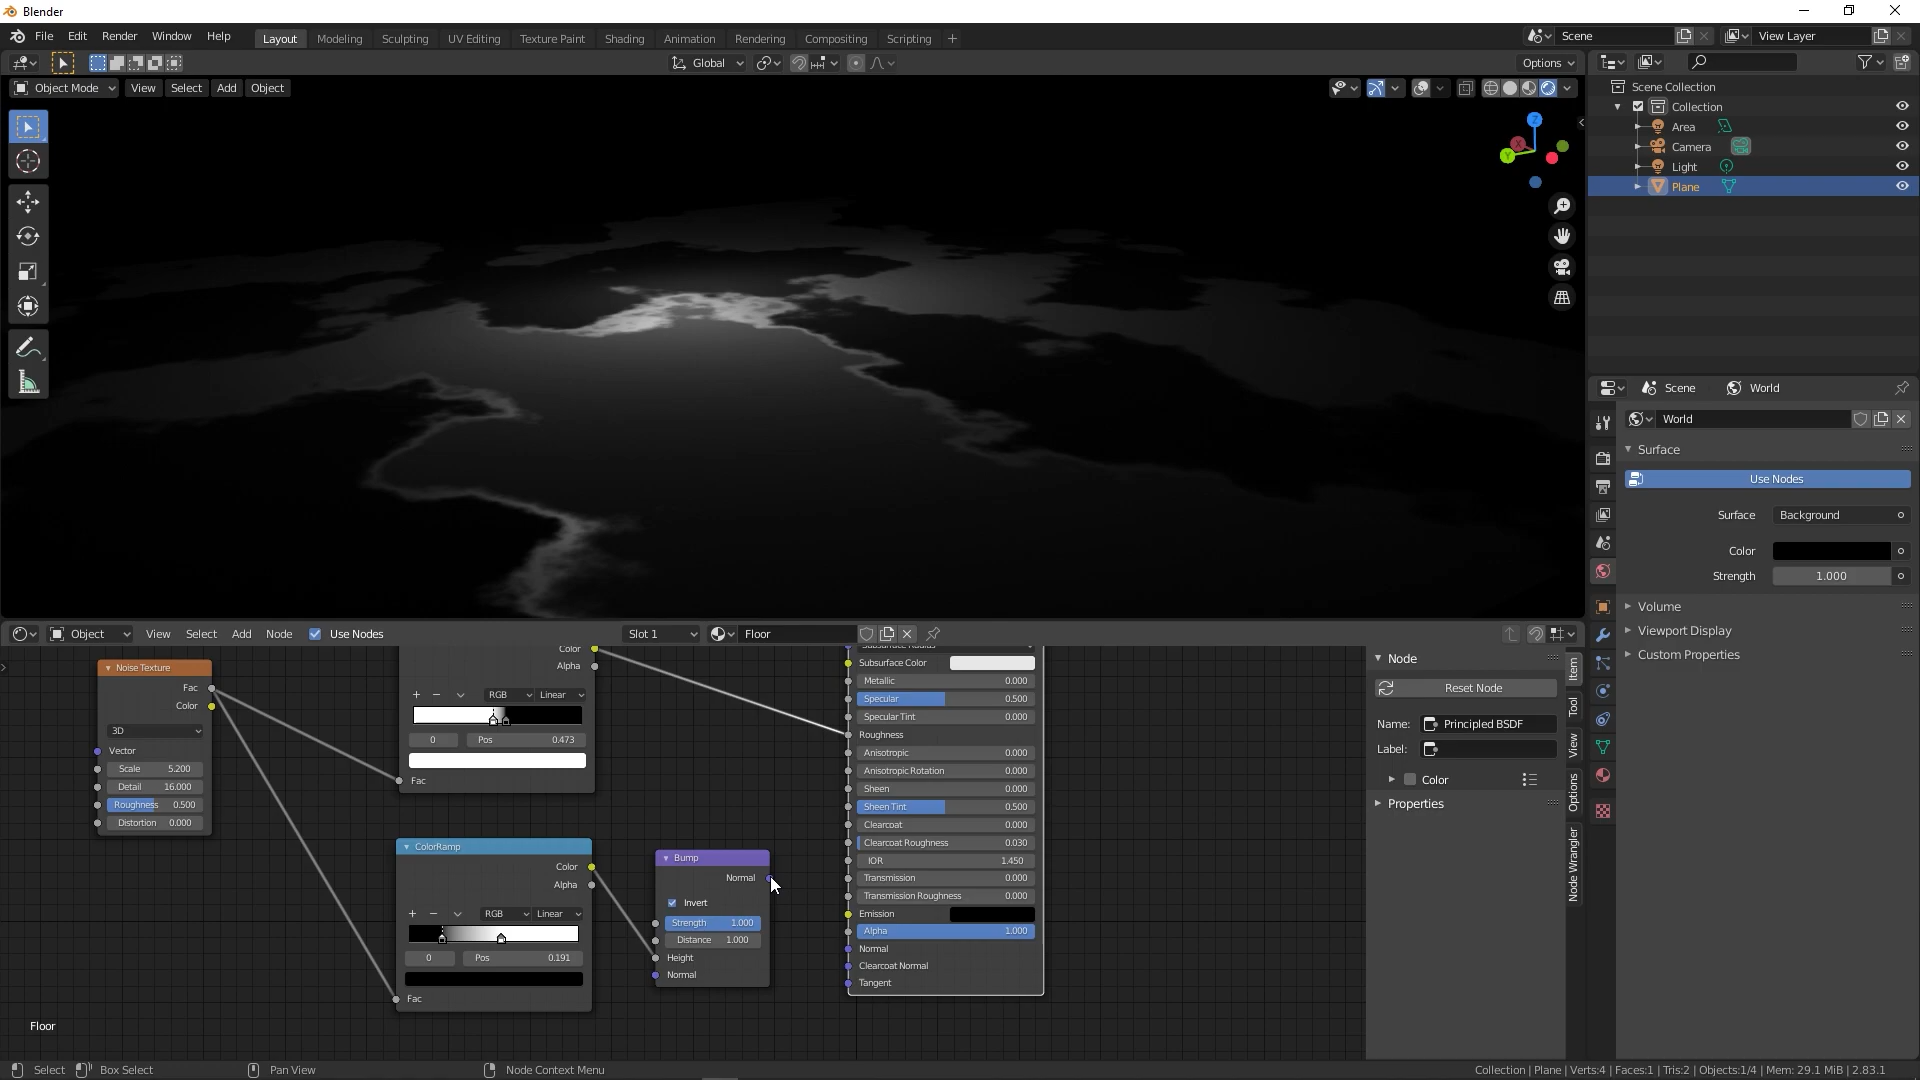 Blender
File Edit Render Window Help Layout Modeling Sculpting UV Editing Texture Paint Shading Animation Rendering Compositing Scripting + Scene View Layer
Global Options
Object Mode View Select Add Object
Z
X
Y
Scene Collection
Collection
Area
Camera
Light
Plane
Scene World
World
Surface
Use Nodes
Surface Background
Color
Strength 1.000
Volume
Viewport Display
Custom Properties
Object View Select Add Node Use Nodes Slot 1 Floor
Noise Texture
Fac
Color
3D
Vector
Scale 5.200
Detail 16.000
Roughness 0.500
Distortion 0.000
Color
Alpha
+ − RGB Linear
0 Pos 0.473
Fac
ColorRamp
Color
Alpha
+ − RGB Linear
0 Pos 0.191
Fac
Bump
Normal
Invert
Strength 1.000
Distance 1.000
Height
Normal
Subsurface Color
Metallic 0.000
Specular 0.500
Specular Tint 0.000
Roughness
Anisotropic 0.000
Anisotropic Rotation 0.000
Sheen 0.000
Sheen Tint 0.500
Clearcoat 0.000
Clearcoat Roughness 0.030
IOR 1.450
Transmission 0.000
Transmission Roughness 0.000
Emission
Alpha 1.000
Normal
Clearcoat Normal
Tangent
Node
Reset Node
Name: Principled BSDF
Label:
Color
Properties
Item
Tool
View
Options
Node Wrangler
Floor
Select Box Select Pan View Node Context Menu Collection | Plane | Verts:4 | Faces:1 | Tris:2 | Objects:1/4 | Mem: 29.1 MiB | 2.83.1